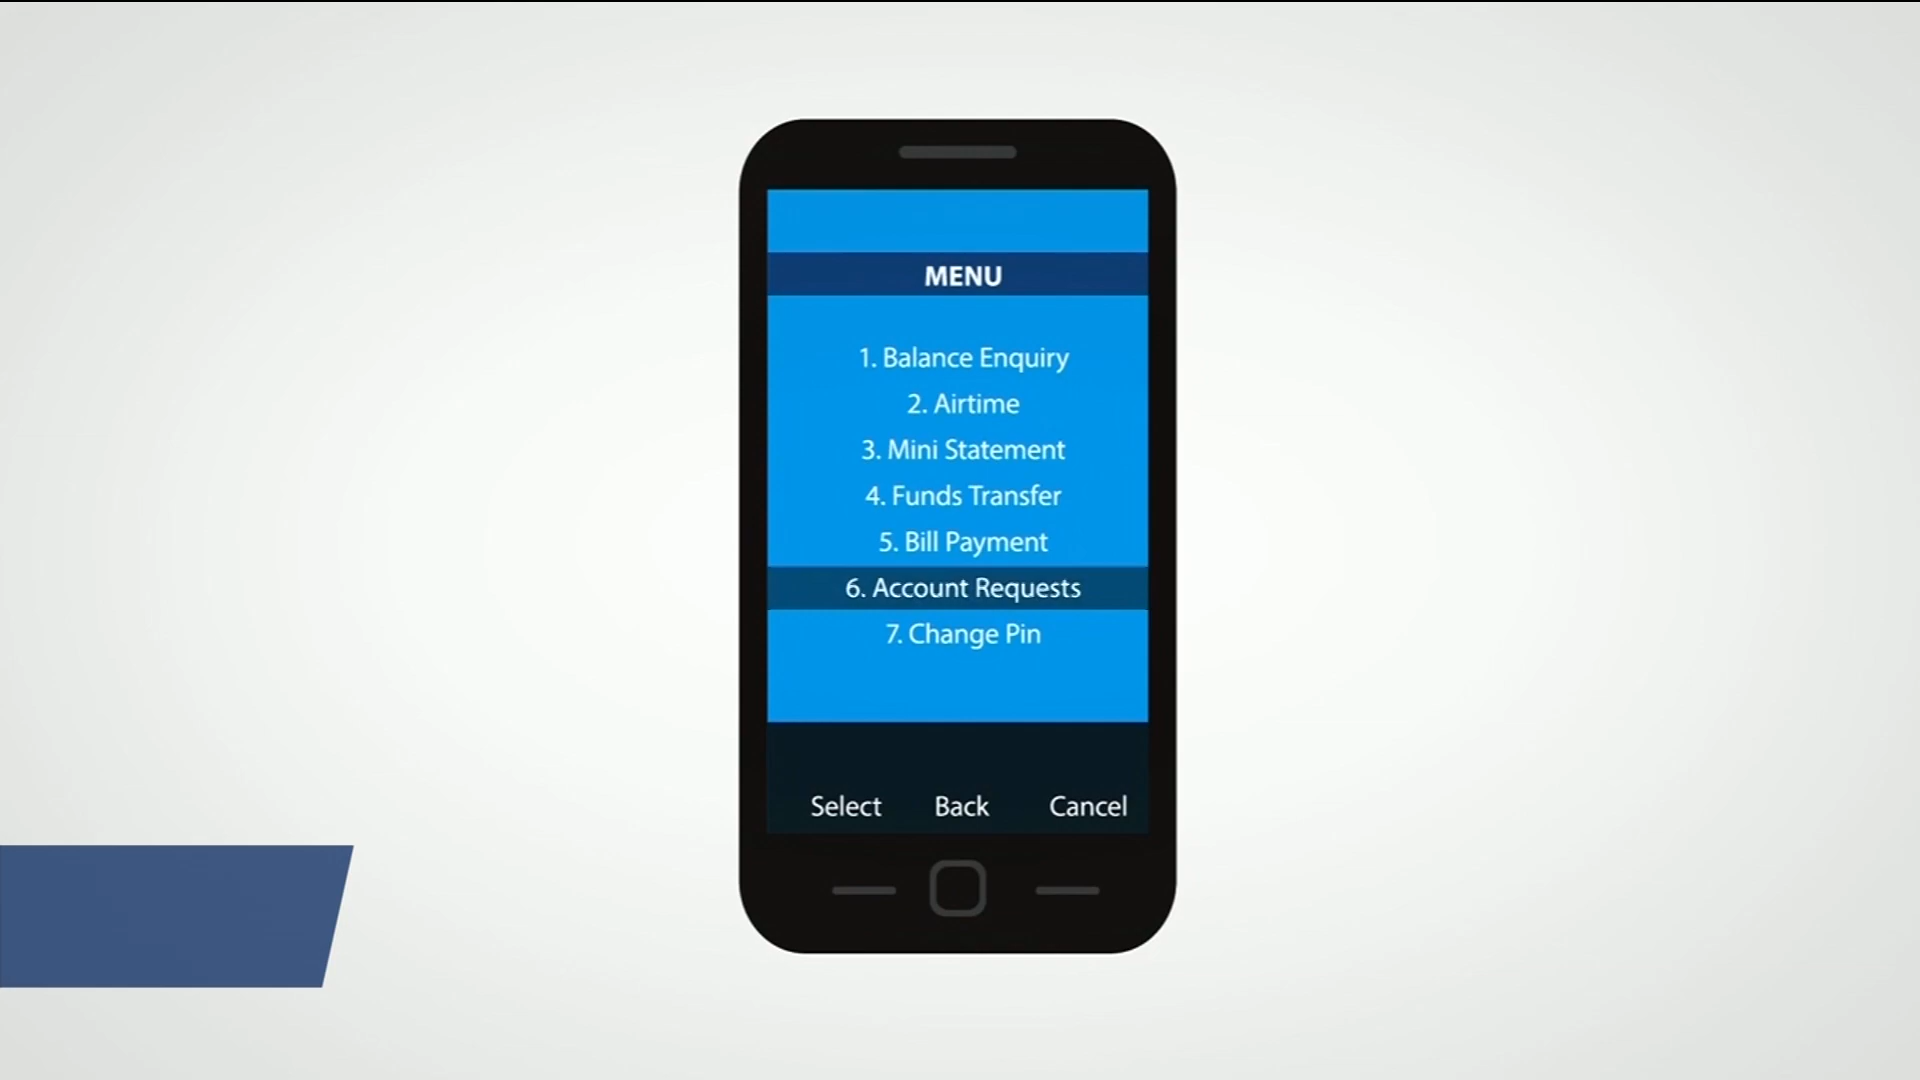 MENU
1. Balance Enquiry
2. Airtime
3. Mini Statement
4. Funds Transfer
5. Bill Payment
6. Account Requests
7. Change Pin
Select Back Cancel